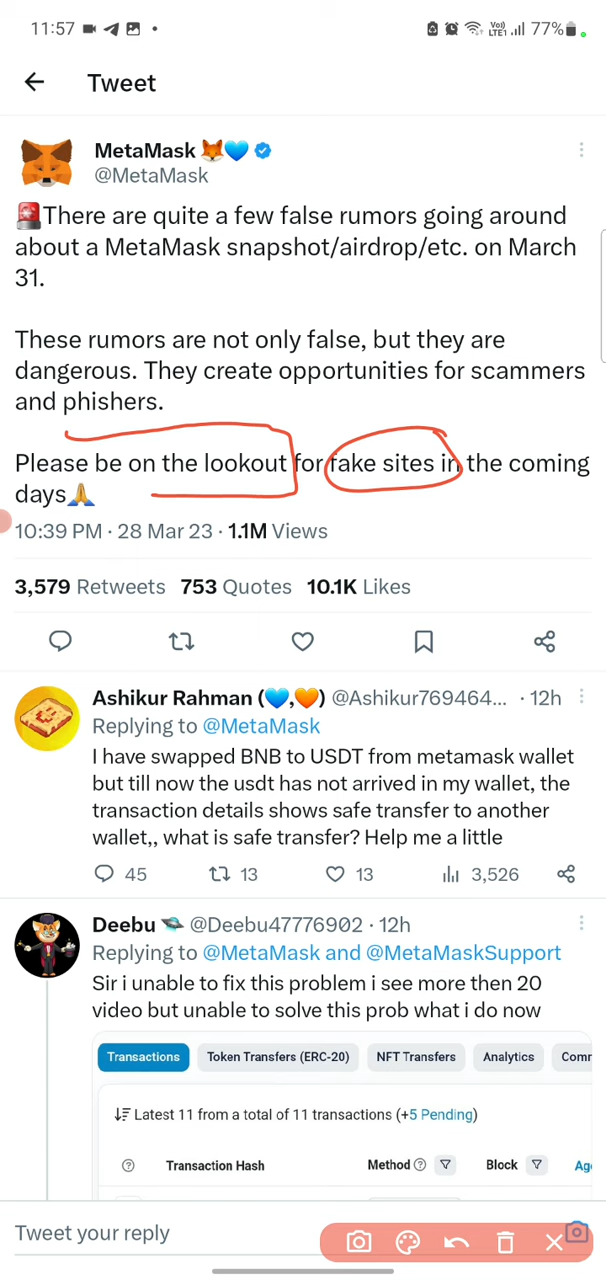 11:57
Vo) LTE1 77%
Tweet
MetaMask 🦊💙
@MetaMask
🚨There are quite a few false rumors going around
about a MetaMask snapshot/airdrop/etc. on March
31.
These rumors are not only false, but they are
dangerous. They create opportunities for scammers
and phishers.
Please be on the lookout for fake sites in the coming
days🙏
10:39 PM · 28 Mar 23 · 1.1M Views
3,579 Retweets 753 Quotes 10.1K Likes
Ashikur Rahman (💙,🧡) @Ashikur769464... · 12h
Replying to @MetaMask
I have swapped BNB to USDT from metamask wallet
but till now the usdt has not arrived in my wallet, the
transaction details shows safe transfer to another
wallet,, what is safe transfer? Help me a little
45 13 13 3,526
Deebu 🛸 @Deebu47776902 · 12h
Replying to @MetaMask and @MetaMaskSupport
Sir i unable to fix this problem i see more then 20
video but unable to solve this prob what i do now
Transactions Token Transfers (ERC-20) NFT Transfers Analytics Comr
Latest 11 from a total of 11 transactions (+5 Pending)
Transaction Hash Method Block Age
Tweet your reply